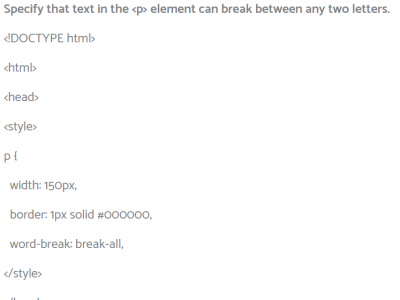 Specify that text in the <p> element can break between any two letters.
<!DOCTYPE html>
<html>
<head>
<style>
p {
width: 150px,
border: 1px solid #000000,
word-break: break-all,
</style>